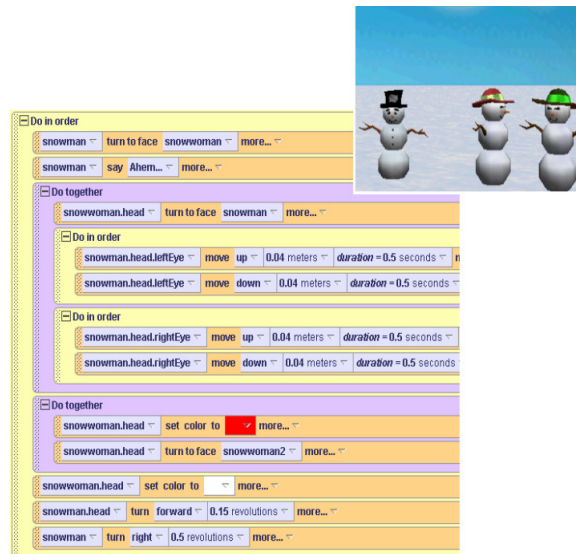 Do in order
snowman turn to face snowwoman more...
snowman say Ahem... more...
Do together
snowwoman.head turn to face snowman more...
Do in order
snowman.head.leftEye move up 0.04 meters duration = 0.5 seconds
snowman.head.leftEye move down 0.04 meters duration = 0.5 seconds
Do in order
snowman.head.rightEye move up 0.04 meters duration = 0.5 seconds
snowman.head.rightEye move down 0.04 meters duration = 0.5 seconds
Do together
snowwoman.head set color to more...
snowwoman.head turn to face snowwoman2 more...
snowwoman.head set color to more...
snowman.head turn forward 0.15 revolutions more...
snowman turn right 0.5 revolutions more...